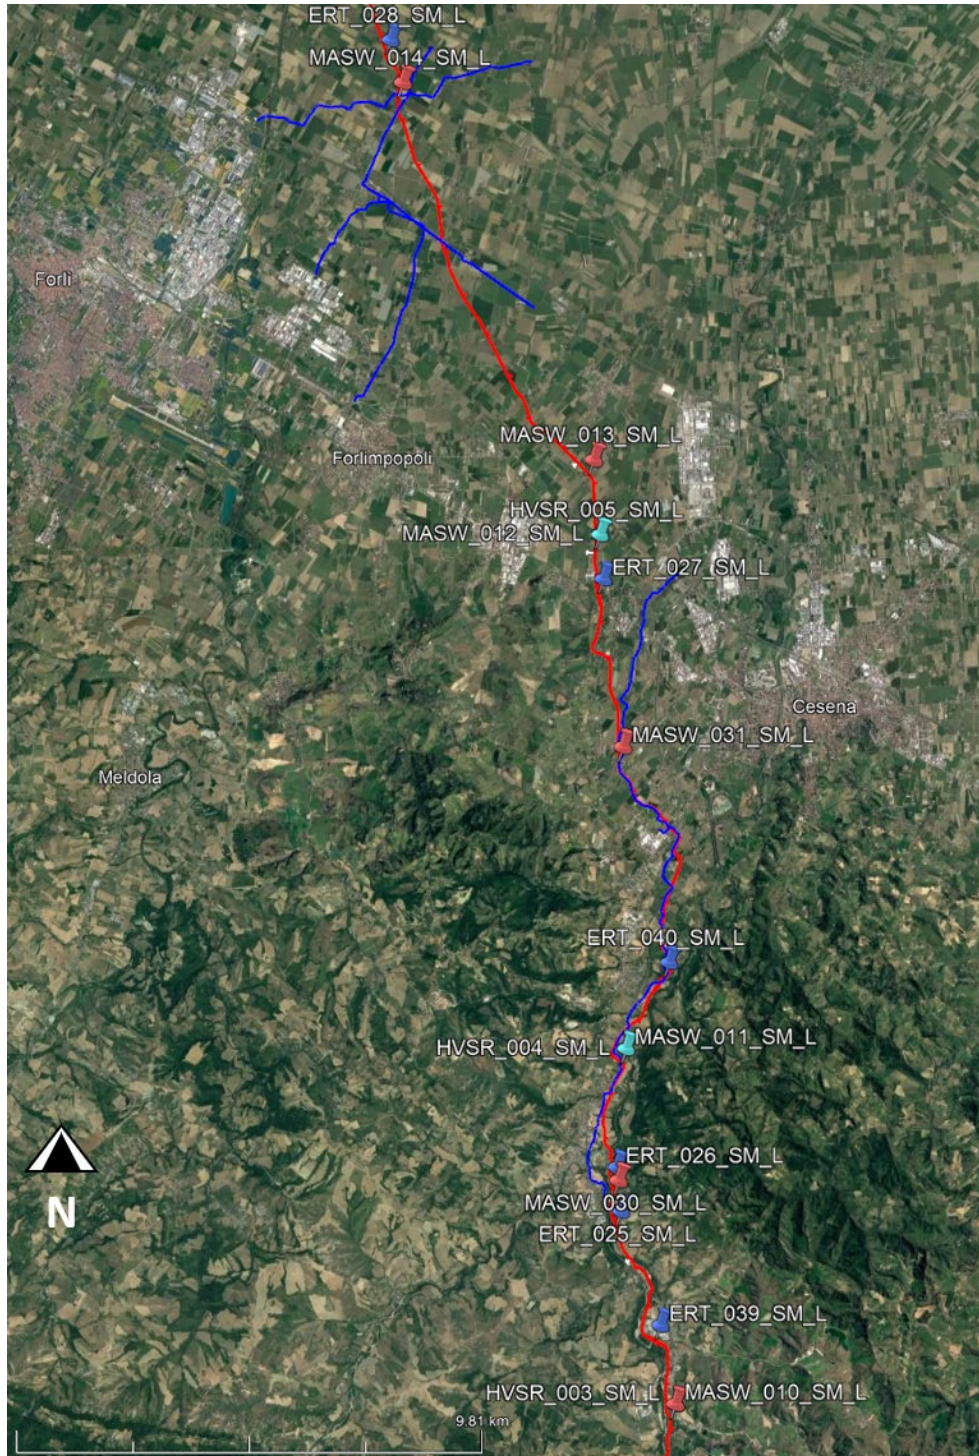 ERT_028_SM_L
MASW_014_SM_L
Forlì
MASW_013_SM_L
Forlimpopoli
HVSR_005_SM_L
MASW_012_SM_L
ERT_027_SM_L
Cesena
MASW_031_SM_L
Meldola
ERT_040_SM_L
MASW_011_SM_L
HVSR_004_SM_L
ERT_026_SM_L
MASW_030_SM_L
N
ERT_025_SM_L
ERT_039_SM_L
HVSR_003_SM_L
MASW_010_SM_L
9.81 km